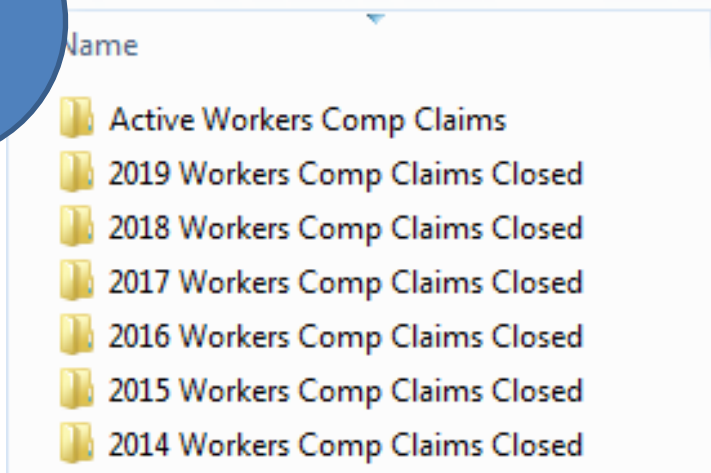 Name
Active Workers Comp Claims
2019 Workers Comp Claims Closed
2018 Workers Comp Claims Closed
2017 Workers Comp Claims Closed
2016 Workers Comp Claims Closed
2015 Workers Comp Claims Closed
2014 Workers Comp Claims Closed